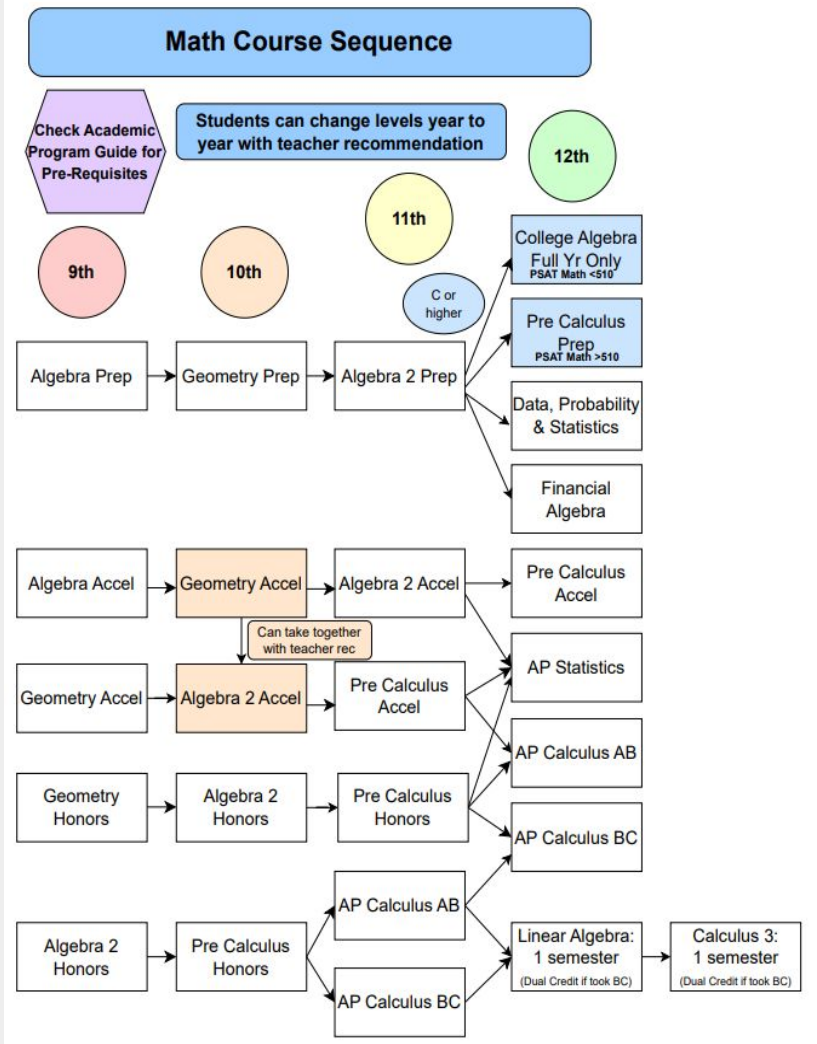 Math Course Sequence
Check Academic
Program Guide for
Pre-Requisites
Students can change levels year to
year with teacher recommendation
12th
11th
9th
10th
C or
higher
College Algebra
Full Yr Only
PSAT Math <510
Pre Calculus
Prep
PSAT Math >510
Algebra Prep
Geometry Prep
Algebra 2 Prep
Data, Probability
& Statistics
Financial
Algebra
Algebra Accel
Geometry Accel
Algebra 2 Accel
Pre Calculus
Accel
Can take together
with teacher rec
Geometry Accel
Algebra 2 Accel
Pre Calculus
Accel
AP Statistics
AP Calculus AB
Geometry
Honors
Algebra 2
Honors
Pre Calculus
Honors
AP Calculus BC
Algebra 2
Honors
Pre Calculus
Honors
AP Calculus AB
AP Calculus BC
Linear Algebra:
1 semester
(Dual Credit if took BC)
Calculus 3:
1 semester
(Dual Credit if took BC)